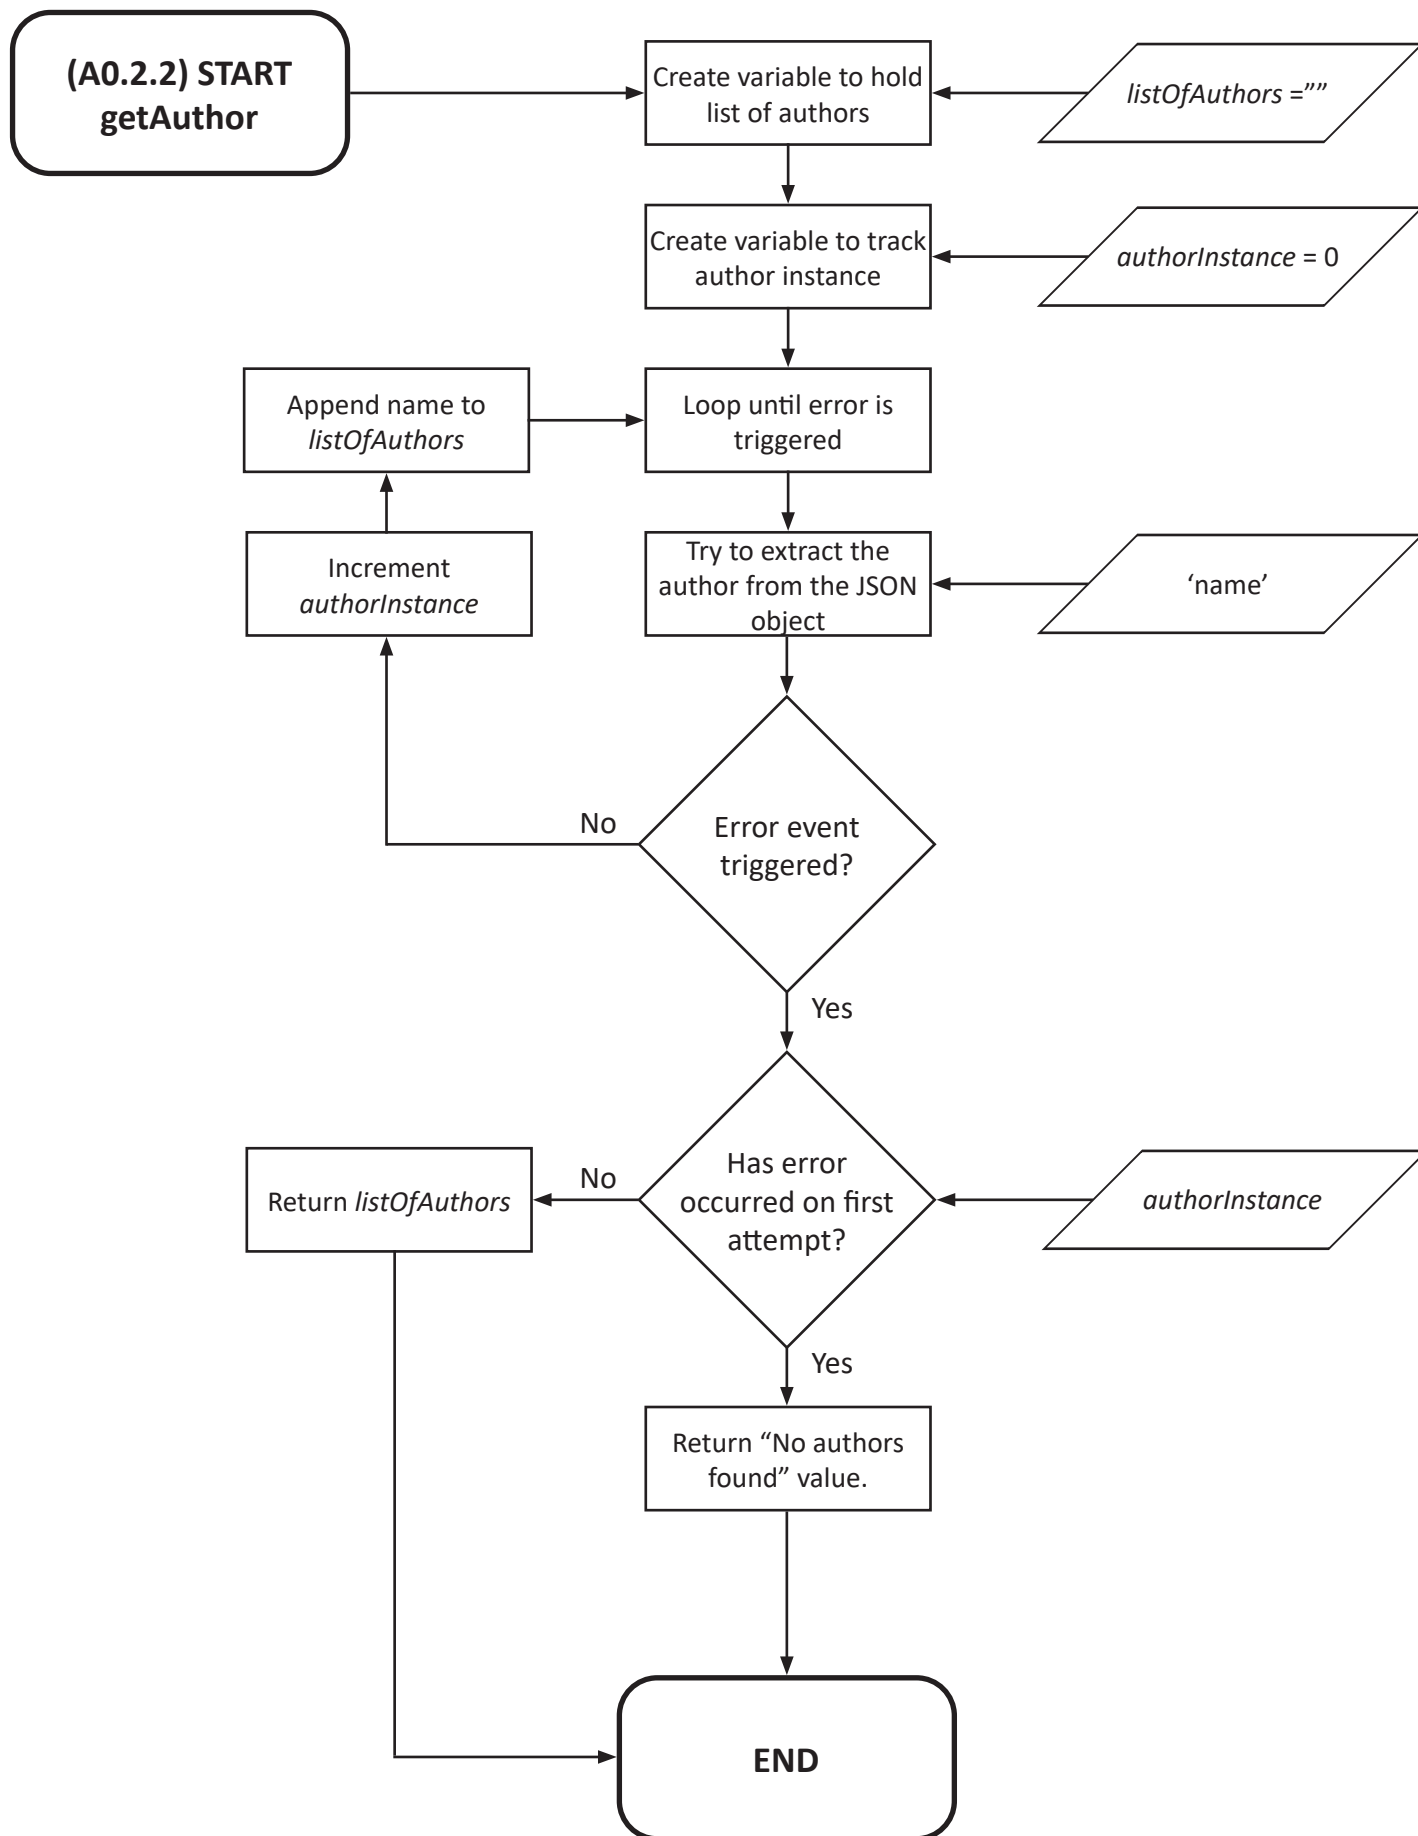 (A0.2.2) START
getAuthor
Create variable to hold
list of authors
listOfAuthors =””
Create variable to track
author instance
authorInstance = 0
Append name to
listOfAuthors
Loop until error is
triggered
Increment
authorInstance
Try to extract the
author from the JSON
object
‘name’
No
Error event
triggered?
Yes
Return listOfAuthors
No
Has error
occurred on first
attempt?
authorInstance
Yes
Return “No authors
found” value.
END